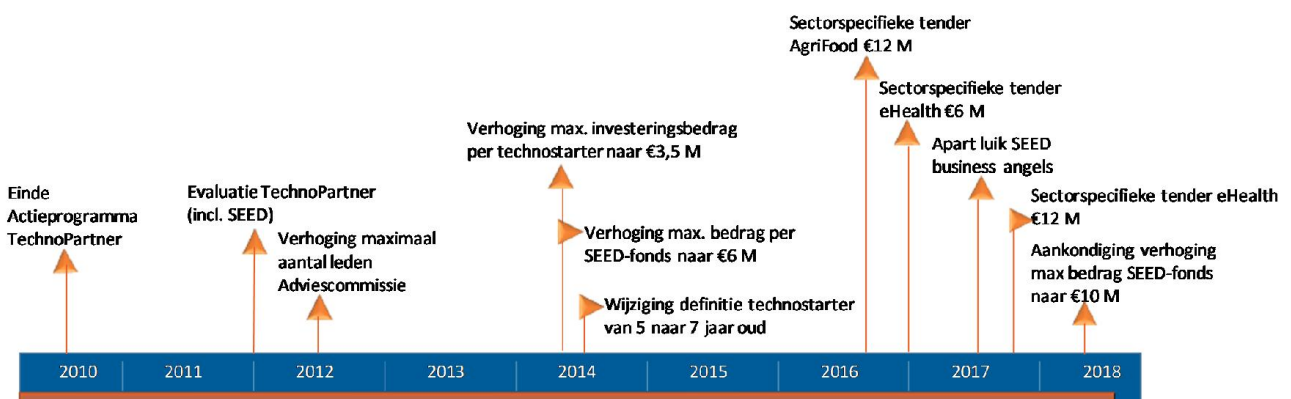 Einde
Actieprogramma
TechnoPartner
Evaluatie TechnoPartner
(incl. SEED)
Verhoging maximaal
aantal leden
Adviescommissie
Verhoging max. investeringsbedrag
per technostarter naar €3,5 M
Verhoging max. bedrag per
SEED-fonds naar €6 M
Wijziging definitie technostarter
van 5 naar 7 jaar oud
Sectorspecifieke tender
AgriFood €12 M
Sectorspecifieke tender
eHealth €6 M
Apart luik SEED
business angels
Sectorspecifieke tender eHealth
€12 M
Aankondiging verhoging
max bedrag SEED-fonds
naar €10 M
2010 2011 2012 2013 2014 2015 2016 2017 2018